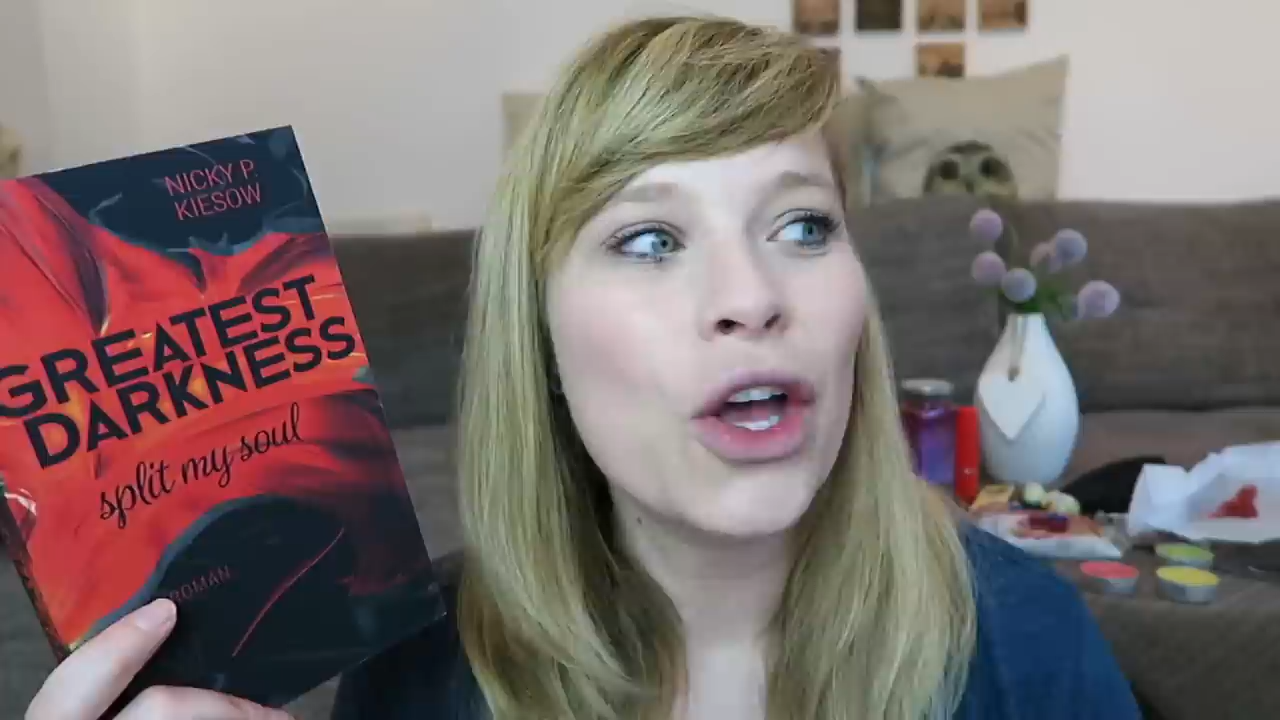 NICKY P.
KIESOW
GREATEST
DARKNESS
split my soul
ROMAN